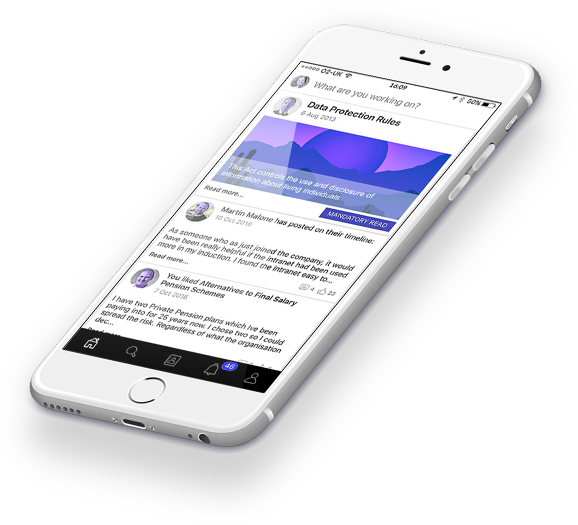 O2-UK 16:09 50%
What are you working on?
Data Protection Rules
6 Aug 2013
This Act controls the use and disclosure of
information about living individuals
Read more...
MANDATORY READ
Martin Malone has posted on their timeline:
10 Oct 2016
As someone who as just joined the company, it would
have been really helpful if the intranet had been used
more in my induction. I found the intranet easy to...
Read more...
4 23
You liked Alternatives to Final Salary
Pension Schemes
7 Oct 2016
I have two Private Pension plans which Ive been
paying into for 25 years now. I chose two so I could
spread the risk. Regardless of what the organisation
dec...
46